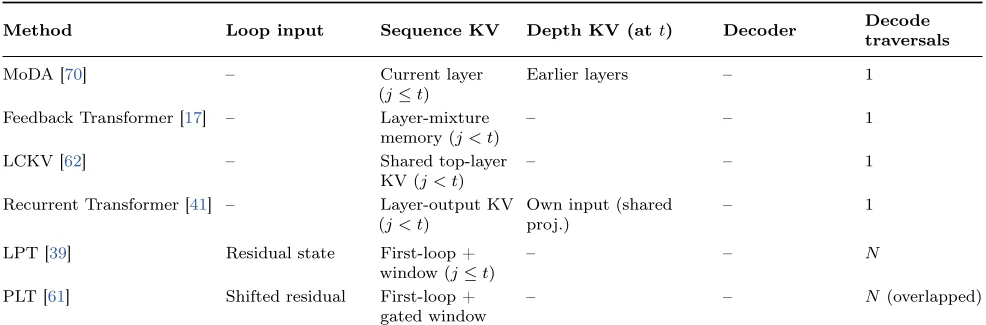 Method Loop input Sequence KV Depth KV (at t) Decoder Decode traversals
MoDA [70] – Current layer (j ≤ t) Earlier layers – 1
Feedback Transformer [17] – Layer-mixture memory (j < t) – – 1
LCKV [62] – Shared top-layer KV (j < t) – – 1
Recurrent Transformer [41] – Layer-output KV (j < t) Own input (shared proj.) – 1
LPT [39] Residual state First-loop + window (j ≤ t) – – N
PLT [61] Shifted residual First-loop + gated window – – N (overlapped)